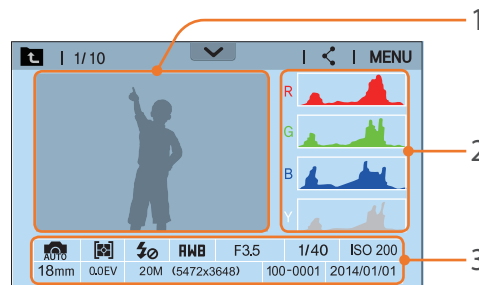 1
1/10 MENU
R
G
2
B
Y
AUTO AWB F3.5 1/40 ISO 200
3
18mm 0.0EV 20M (5472x3648) 100-0001 2014/01/01